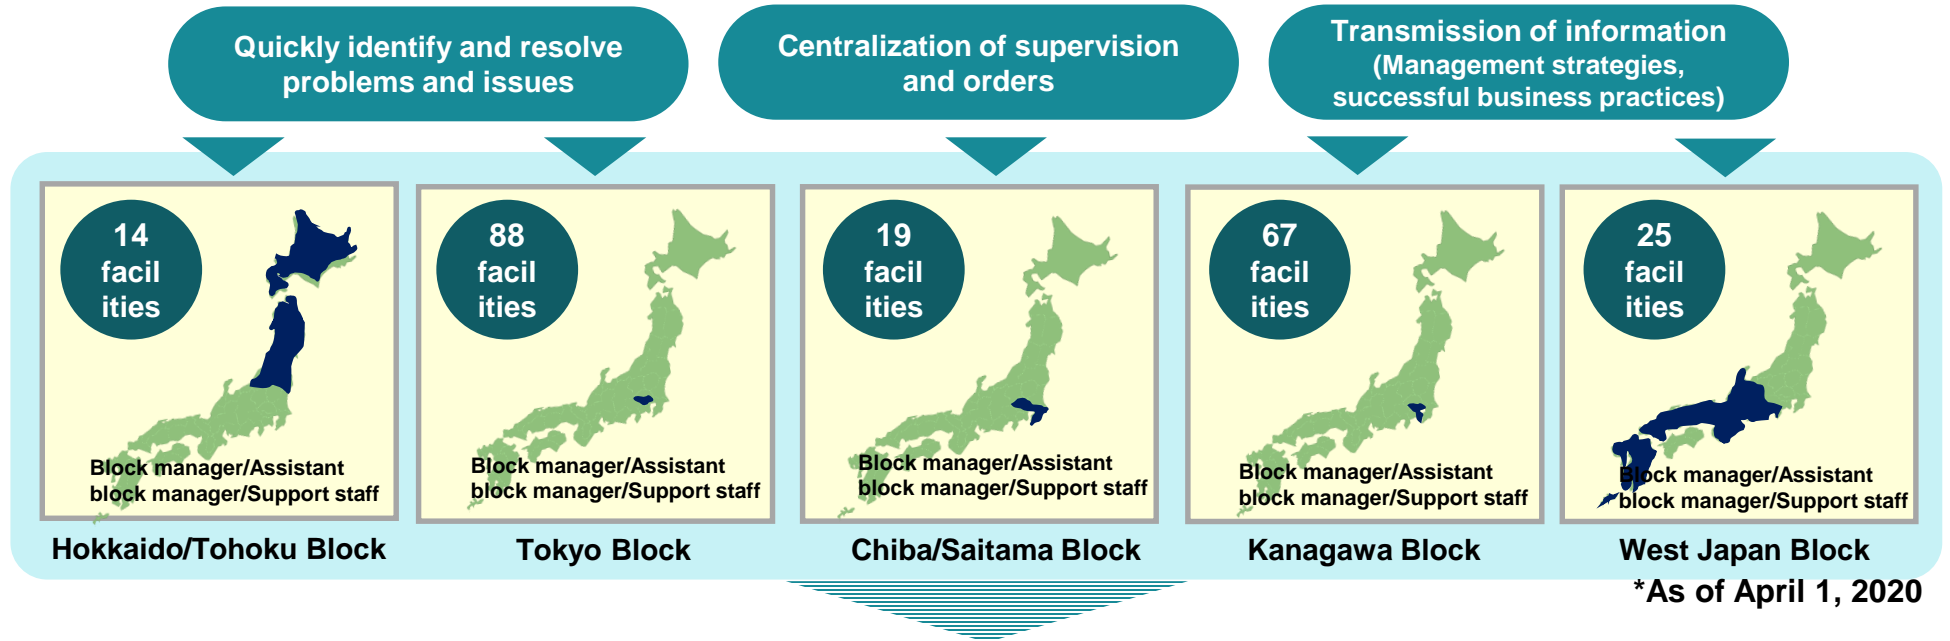 Quickly identify and resolve
problems and issues
Centralization of supervision
and orders
Transmission of information
(Management strategies,
successful business practices)
14
facil
ities
Block manager/Assistant
block manager/Support staff
Hokkaido/Tohoku Block
88
facil
ities
Block manager/Assistant
block manager/Support staff
Tokyo Block
19
facil
ities
Block manager/Assistant
block manager/Support staff
Chiba/Saitama Block
67
facil
ities
Block manager/Assistant
block manager/Support staff
Kanagawa Block
25
facil
ities
Block manager/Assistant
block manager/Support staff
West Japan Block
*As of April 1, 2020